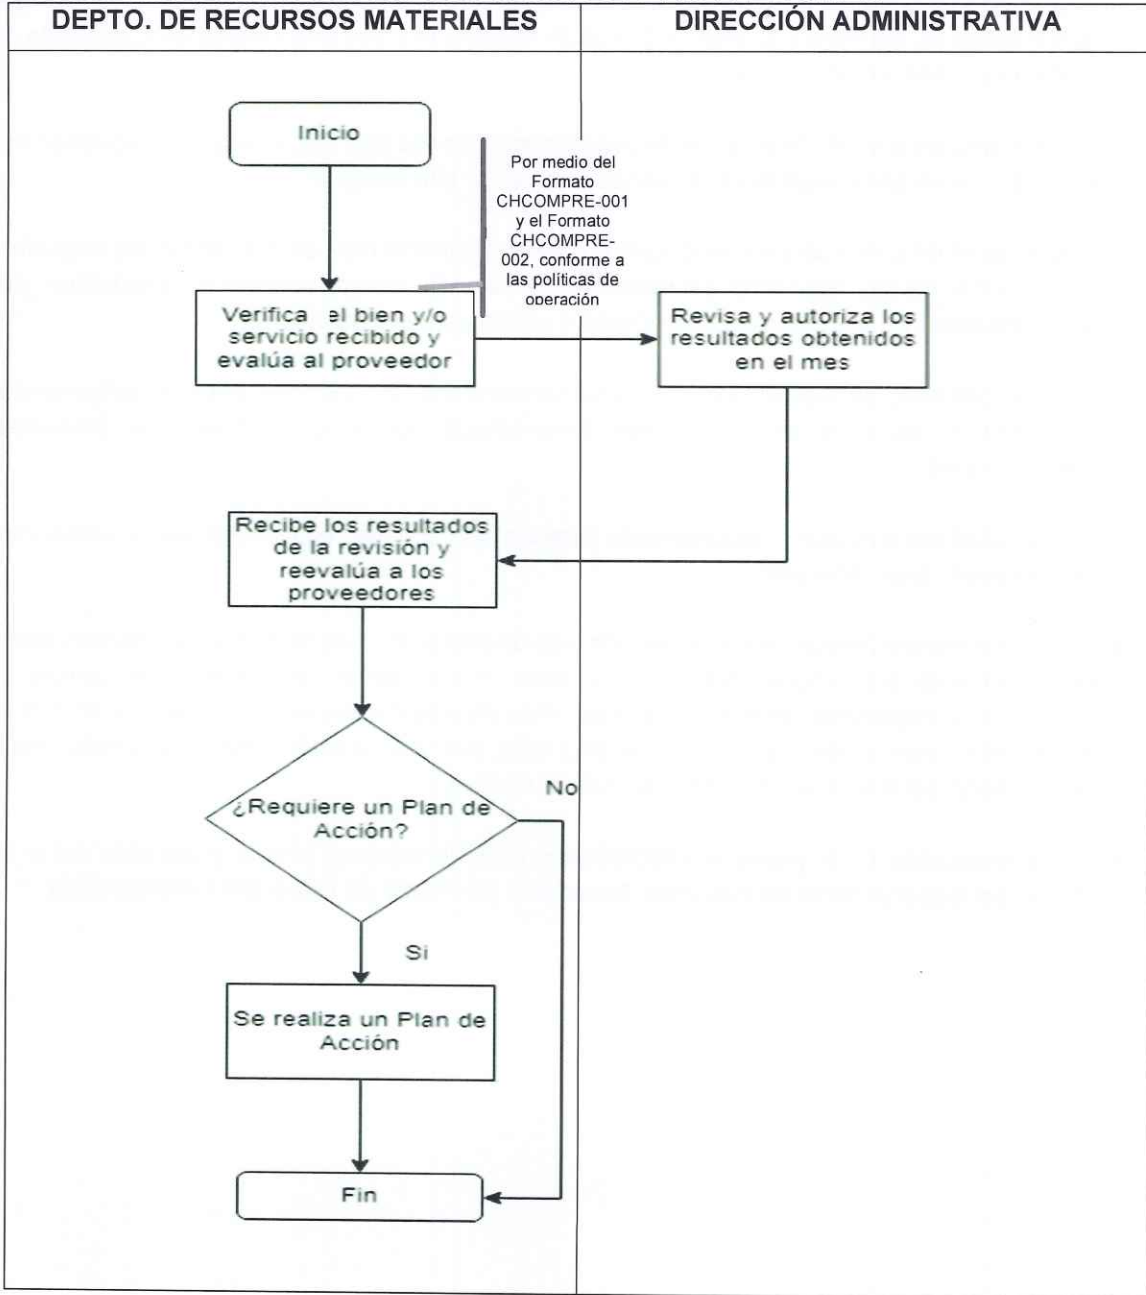 DEPTO. DE RECURSOS MATERIALES
DIRECCIÓN ADMINISTRATIVA
Inicio
Por medio del
Formato
CHCOMPRE-001
y el Formato
CHCOMPRE-
002, conforme a
las políticas de
operación
Verifica el bien y/o
servicio recibido y
evalúa al proveedor
Revisa y autoriza los
resultados obtenidos
en el mes
Recibe los resultados
de la revisión y
reevalúa a los
proveedores
¿Requiere un Plan de
Acción?
No
Si
Se realiza un Plan de
Acción
Fin